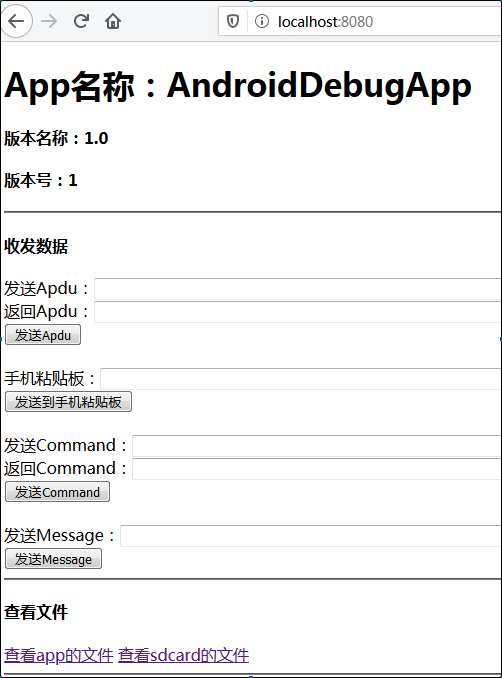 localhost:8080
App名称：AndroidDebugApp
版本名称：1.0
版本号：1
收发数据
发送Apdu：
返回Apdu：
发送Apdu
手机粘贴板：
发送到手机粘贴板
发送Command：
返回Command：
发送Command
发送Message：
发送Message
查看文件
查看app的文件 查看sdcard的文件